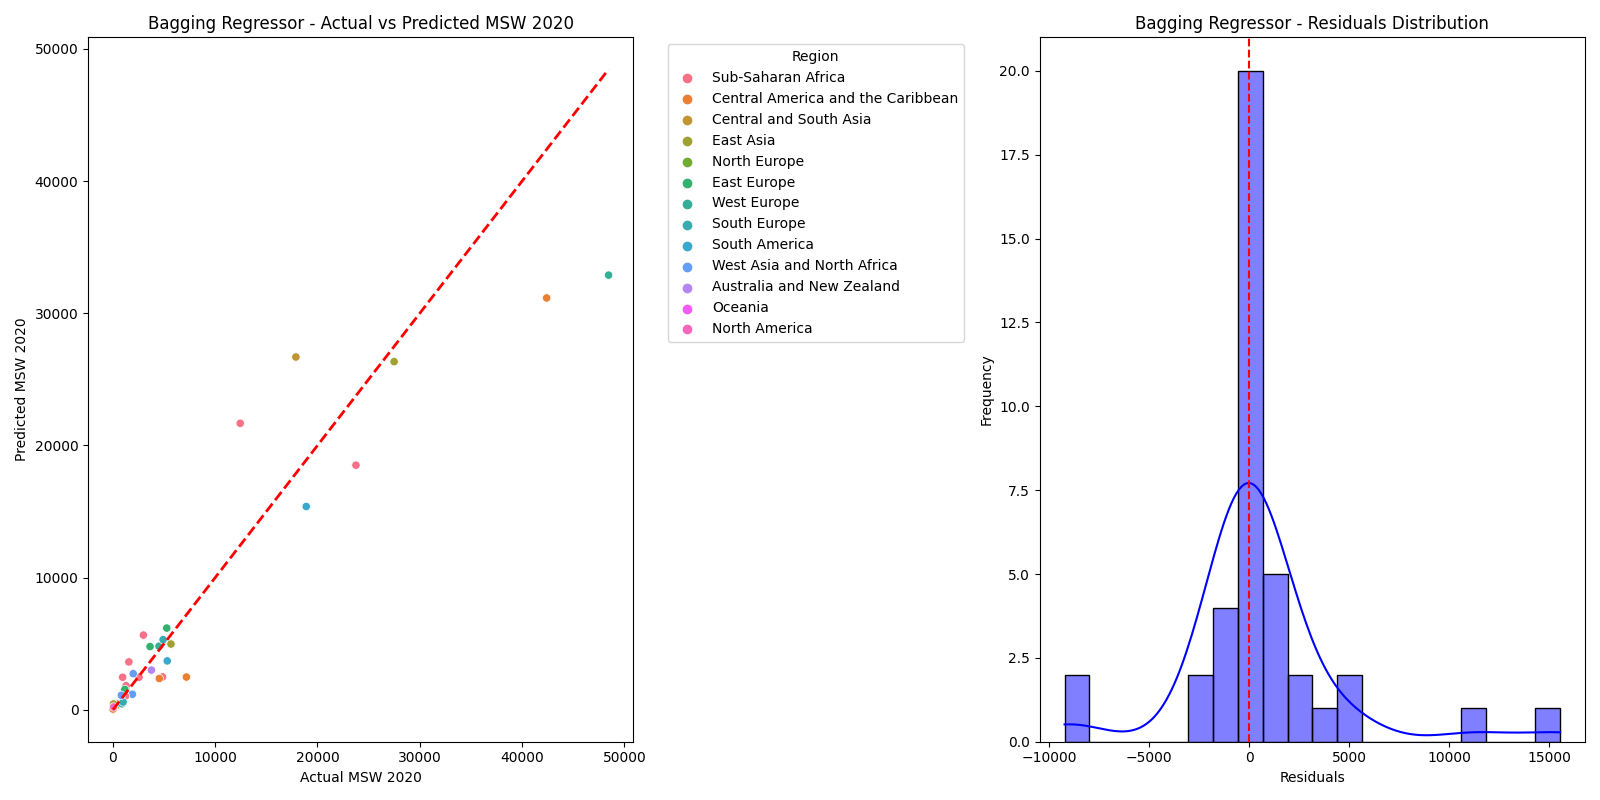 Bagging Regressor - Actual vs Predicted MSW 2020
50000
40000
30000
20000
10000
0
Predicted MSW 2020
0 10000 20000 30000 40000 50000
Actual MSW 2020
Region
Sub-Saharan Africa
Central America and the Caribbean
Central and South Asia
East Asia
North Europe
East Europe
West Europe
South Europe
South America
West Asia and North Africa
Australia and New Zealand
Oceania
North America
Bagging Regressor - Residuals Distribution
20.0
17.5
15.0
12.5
10.0
7.5
5.0
2.5
0.0
Frequency
−10000 −5000 0 5000 10000 15000
Residuals